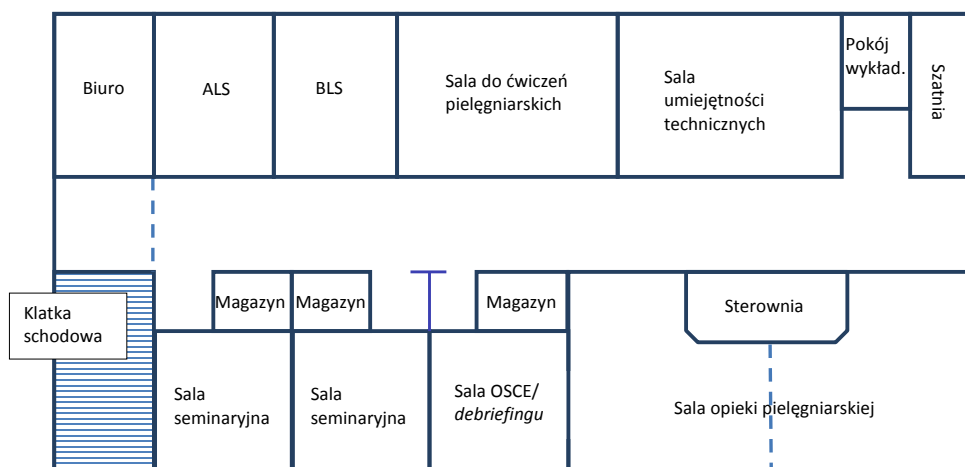 Biuro
ALS
BLS
Sala do ćwiczeń
pielęgniarskich
Sala
umiejętności
technicznych
Pokój
wykład.
Szatnia
Klatka
schodowa
Magazyn
Magazyn
Magazyn
Sterownia
Sala
seminaryjna
Sala
seminaryjna
Sala OSCE/
debriefingu
Sala opieki pielęgniarskiej